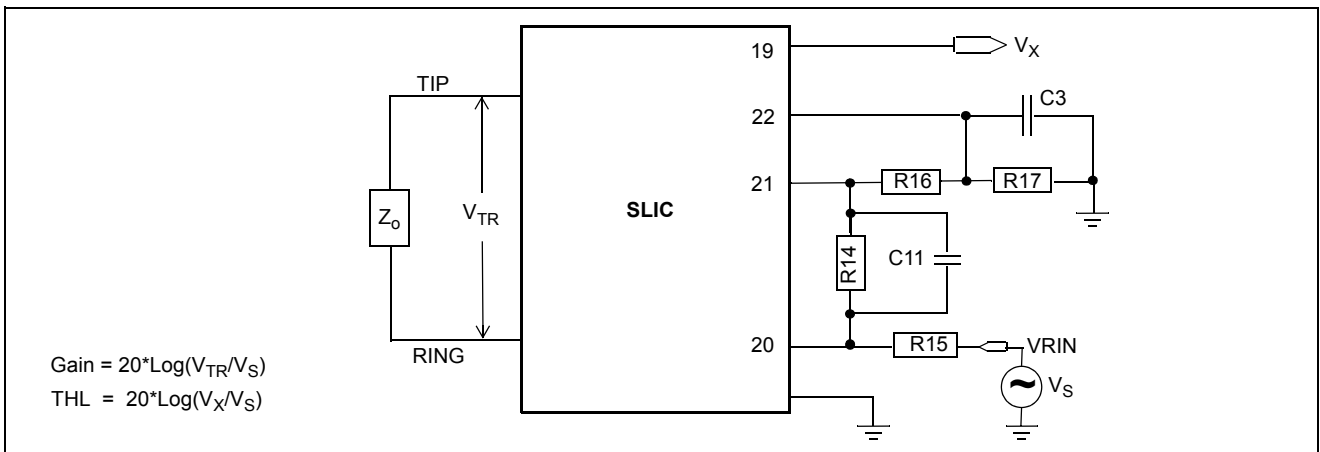 19
V_X
TIP
C3
22
21
R16
R17
SLIC
Z_o
V_TR
R14
C11
20
R15
VRIN
RING
V_S
Gain = 20*Log(V_TR/V_S)
THL = 20*Log(V_X/V_S)